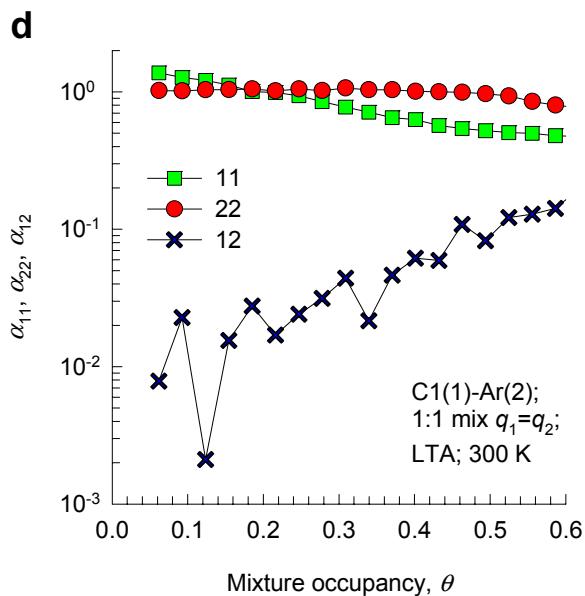 d
10¹
10⁰
10⁻¹
10⁻²
10⁻³
α₁₁, α₂₂, α₁₂
11
22
12
C1(1)-Ar(2);
1:1 mix q₁=q₂;
LTA; 300 K
0.0 0.1 0.2 0.3 0.4 0.5 0.6
Mixture occupancy, θ